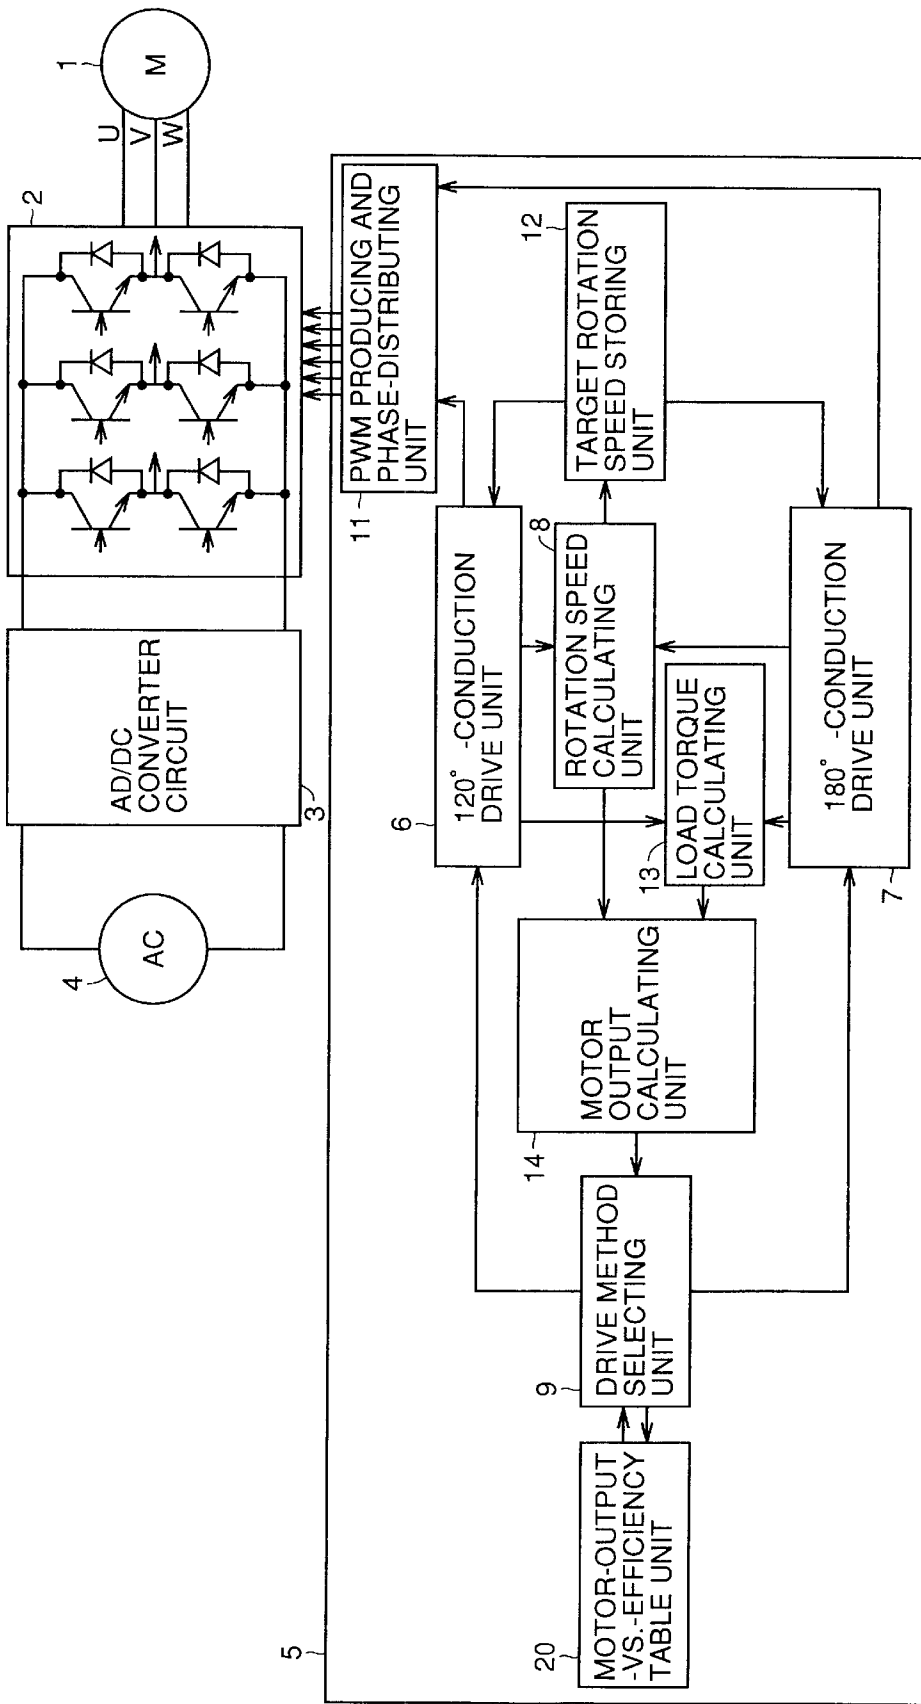 1
M
U
V
W
2
AD/DC
CONVERTER
CIRCUIT
3
4
AC
5
PWM PRODUCING AND
PHASE-DISTRIBUTING
UNIT
11
12
TARGET ROTATION
SPEED STORING
UNIT
6
120° -CONDUCTION
DRIVE UNIT
8
ROTATION SPEED
CALCULATING
UNIT
13
LOAD TORQUE
CALCULATING
UNIT
180° -CONDUCTION
DRIVE UNIT
7
MOTOR
OUTPUT
CALCULATING
UNIT
14
9
DRIVE METHOD
SELECTING
UNIT
20
MOTOR-OUTPUT
-VS.-EFFICIENCY
TABLE UNIT